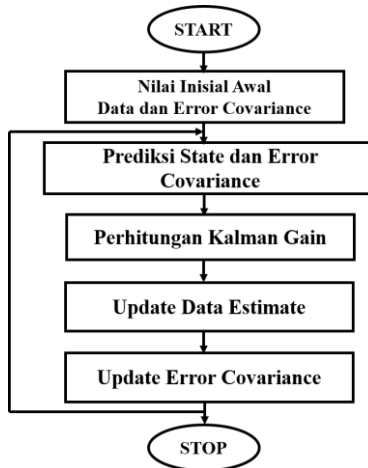 START
Nilai Inisial Awal
Data dan Error Covariance
Prediksi State dan Error
Covariance
Perhitungan Kalman Gain
Update Data Estimate
Update Error Covariance
STOP